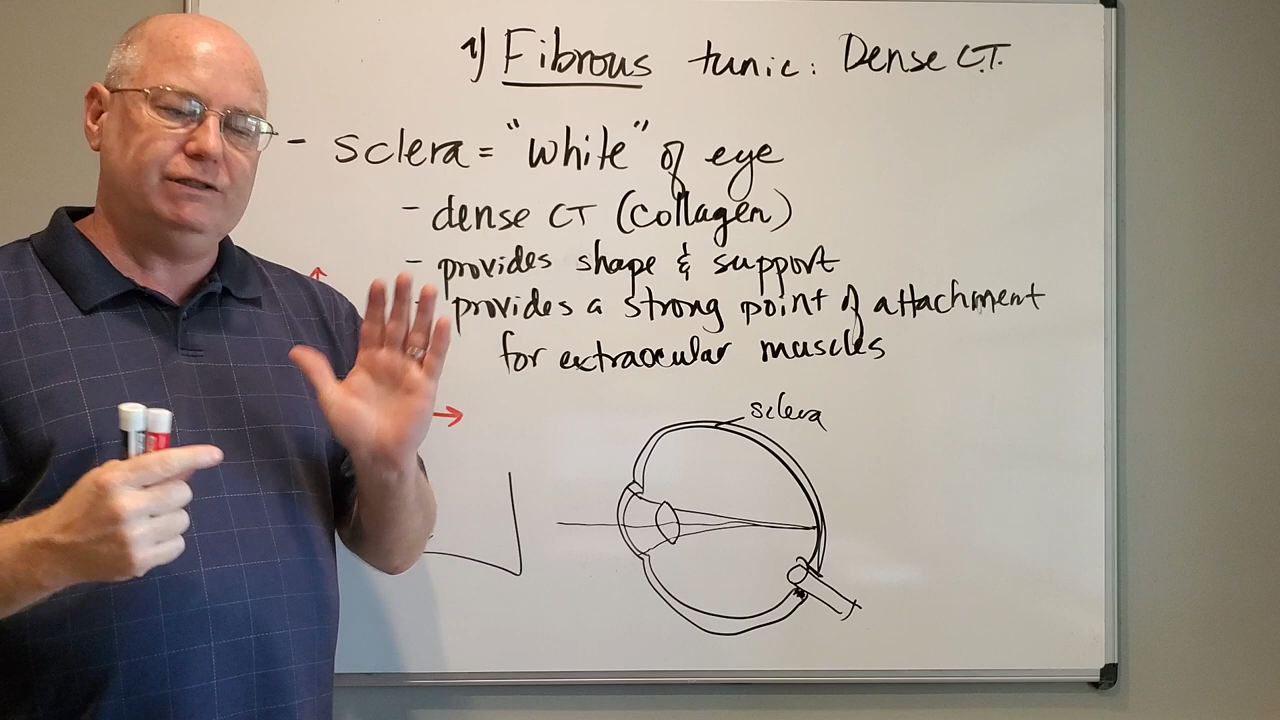 1) Fibrous tunic: Dense C.T.
- sclera = "white" of eye
- dense CT (collagen)
- provides shape & support
- provides a strong point of attachment
for extraocular muscles
sclera